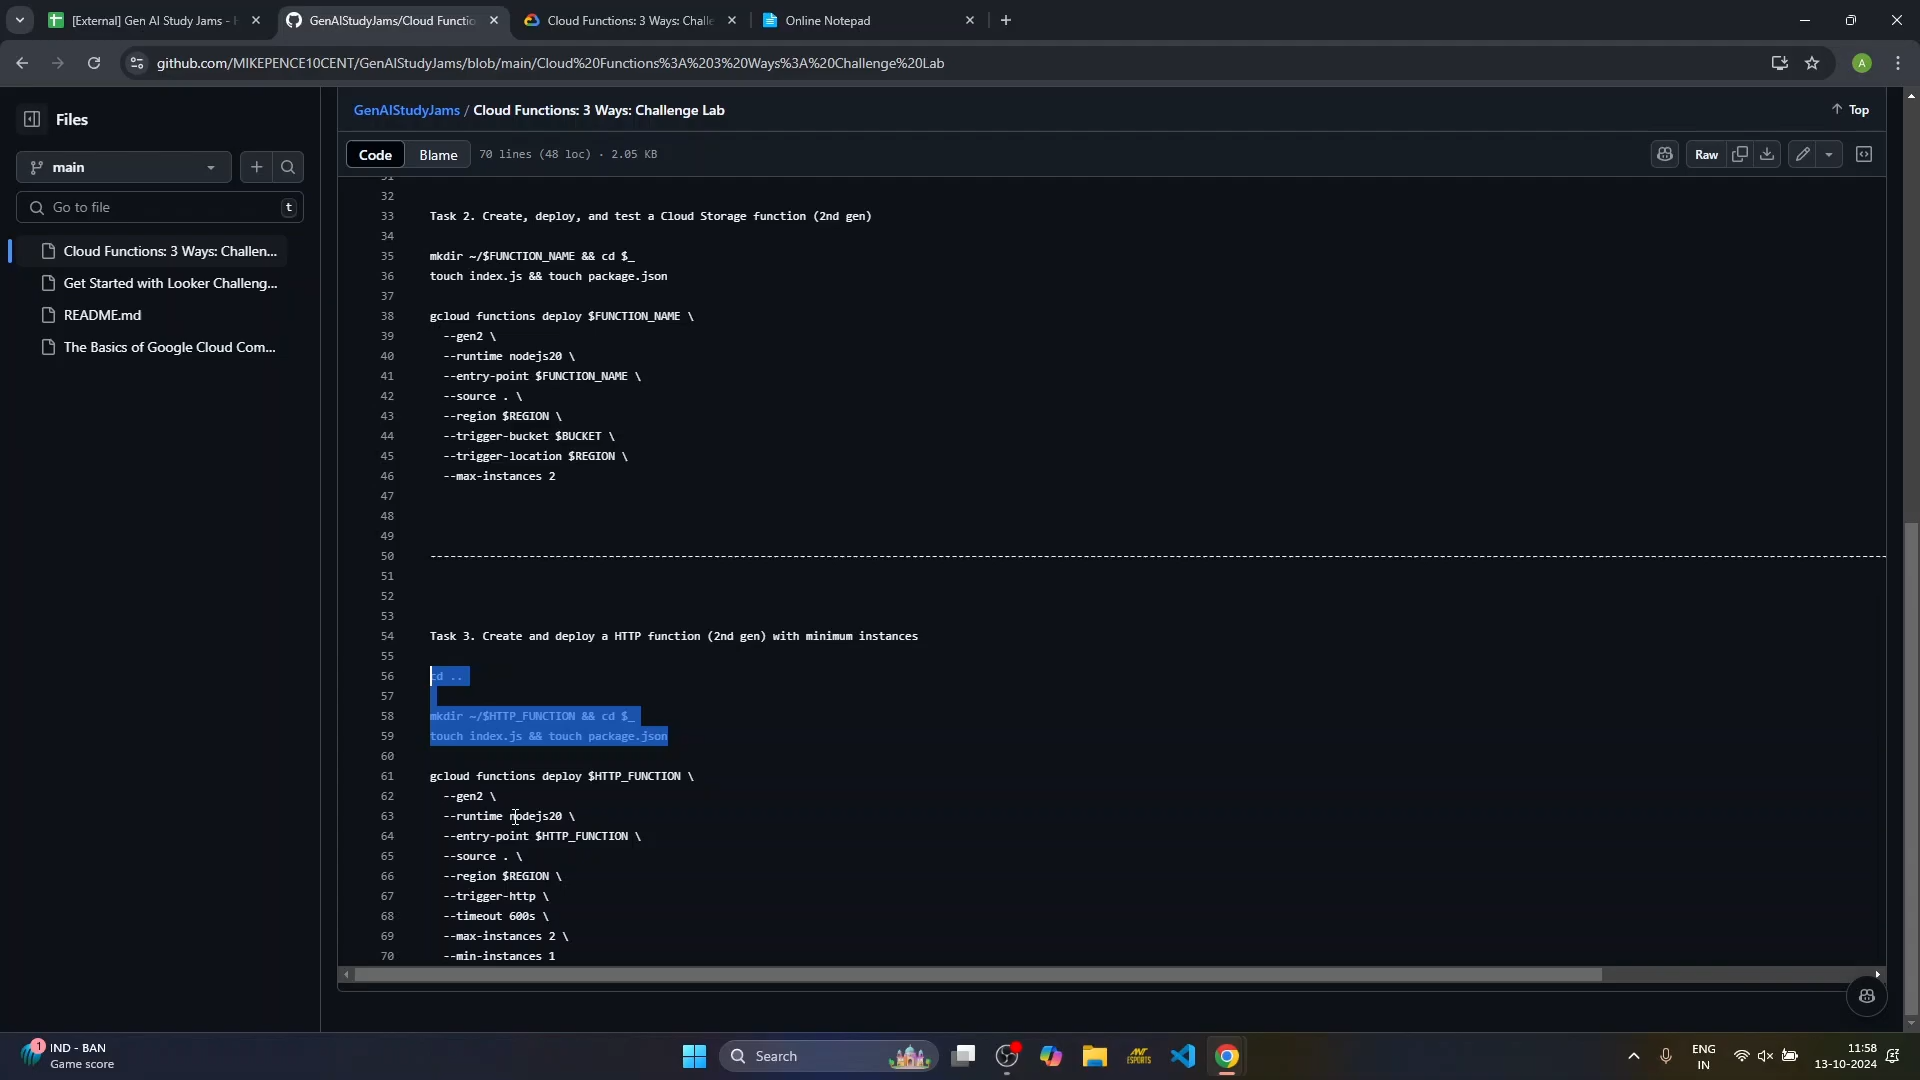 [External] Gen AI Study Jams -
GenAIStudyJams/Cloud Functio
Cloud Functions: 3 Ways: Challe
Online Notepad
github.com/MIKEPENCE10CENT/GenAIStudyJams/blob/main/Cloud%20Functions%3A%203%20Ways%3A%20Challenge%20Lab
A
Files
main
Go to file
t
Cloud Functions: 3 Ways: Challen...
Get Started with Looker Challeng...
README.md
The Basics of Google Cloud Com...
GenAIStudyJams / Cloud Functions: 3 Ways: Challenge Lab
Top
Code
Blame
70 lines (48 loc) · 2.05 KB
Raw
31
32
33 Task 2. Create, deploy, and test a Cloud Storage function (2nd gen)
34
35 mkdir ~/$FUNCTION_NAME && cd $_
36 touch index.js && touch package.json
37
38 gcloud functions deploy $FUNCTION_NAME \
39 --gen2 \
40 --runtime nodejs20 \
41 --entry-point $FUNCTION_NAME \
42 --source . \
43 --region $REGION \
44 --trigger-bucket $BUCKET \
45 --trigger-location $REGION \
46 --max-instances 2
47
48
49
50 --------------------------------------------------------------------------------
51
52
53
54 Task 3. Create and deploy a HTTP function (2nd gen) with minimum instances
55
56 cd ..
57
58 mkdir ~/$HTTP_FUNCTION && cd $_
59 touch index.js && touch package.json
60
61 gcloud functions deploy $HTTP_FUNCTION \
62 --gen2 \
63 --runtime nodejs20 \
64 --entry-point $HTTP_FUNCTION \
65 --source . \
66 --region $REGION \
67 --trigger-http \
68 --timeout 600s \
69 --max-instances 2 \
70 --min-instances 1
1
IND - BAN
Game score
Search
ANT ESPORTS
ENG
IN
11:58
13-10-2024